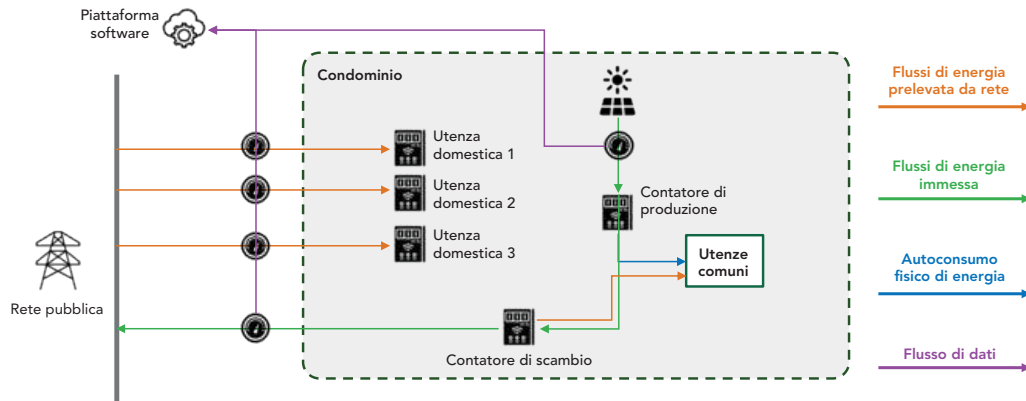 Piattaforma
software
Condominio
Flussi di energia
prelevata da rete
Utenza
domestica 1
Utenza
domestica 2
Contatore di
produzione
Flussi di energia
immessa
Utenza
domestica 3
Utenze
comuni
Autoconsumo
fisico di energia
Rete pubblica
Contatore di scambio
Flusso di dati